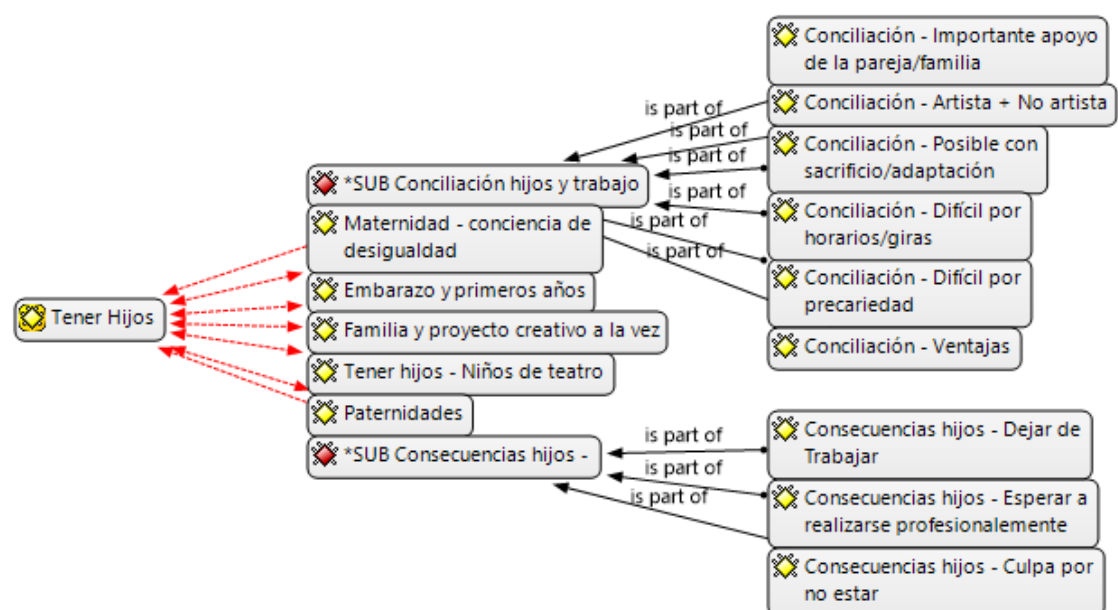 Tener Hijos
*SUB Conciliación hijos y trabajo
Maternidad - conciencia de
desigualdad
Embarazo y primeros años
Familia y proyecto creativo a la vez
Tener hijos - Niños de teatro
Paternidades
*SUB Consecuencias hijos -
is part of
is part of
is part of
is part of
is part of
is part of
Conciliación - Importante apoyo
de la pareja/familia
Conciliación - Artista + No artista
Conciliación - Posible con
sacrificio/adaptación
Conciliación - Difícil por
horarios/giras
Conciliación - Difícil por
precariedad
Conciliación - Ventajas
is part of
is part of
is part of
Consecuencias hijos - Dejar de
Trabajar
Consecuencias hijos - Esperar a
realizarse profesionalemente
Consecuencias hijos - Culpa por
no estar